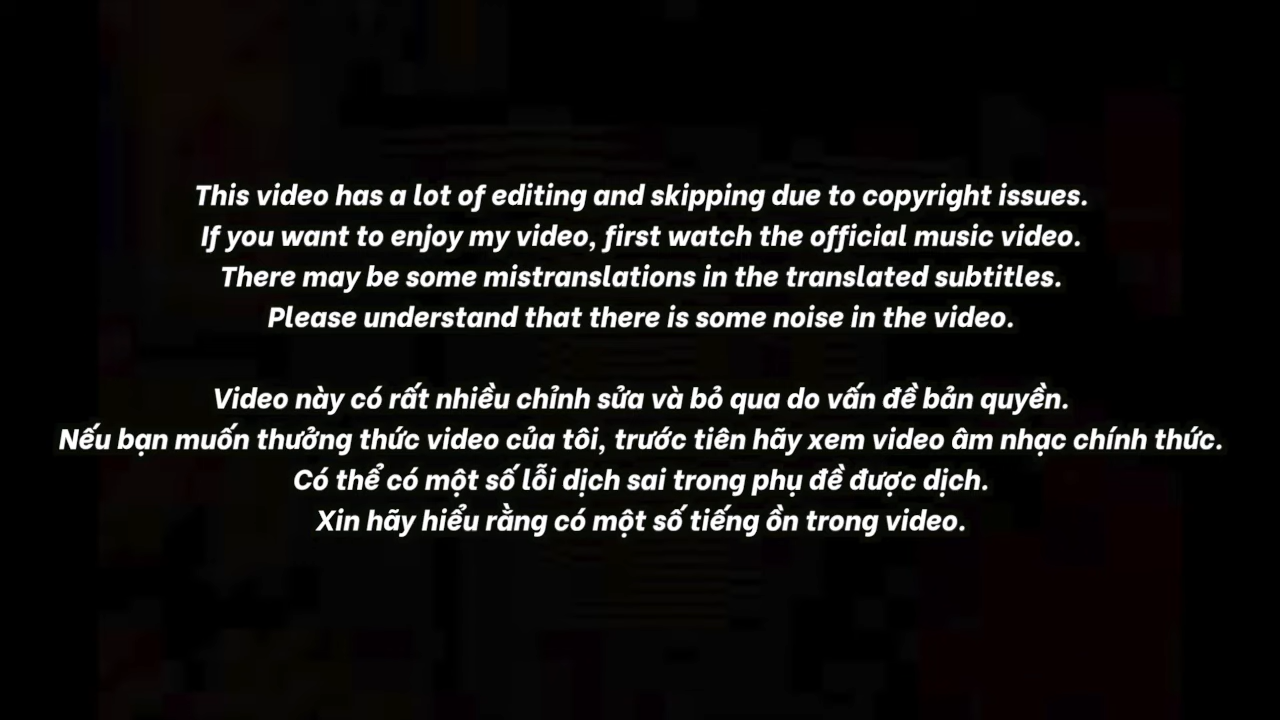 This video has a lot of editing and skipping due to copyright issues.
If you want to enjoy my video, first watch the official music video.
There may be some mistranslations in the translated subtitles.
Please understand that there is some noise in the video.
Video này có rất nhiều chỉnh sửa và bỏ qua do vấn đề bản quyền.
Nếu bạn muốn thưởng thức video của tôi, trước tiên hãy xem video âm nhạc chính thức.
Có thể có một số lỗi dịch sai trong phụ đề được dịch.
Xin hãy hiểu rằng có một số tiếng ồn trong video.